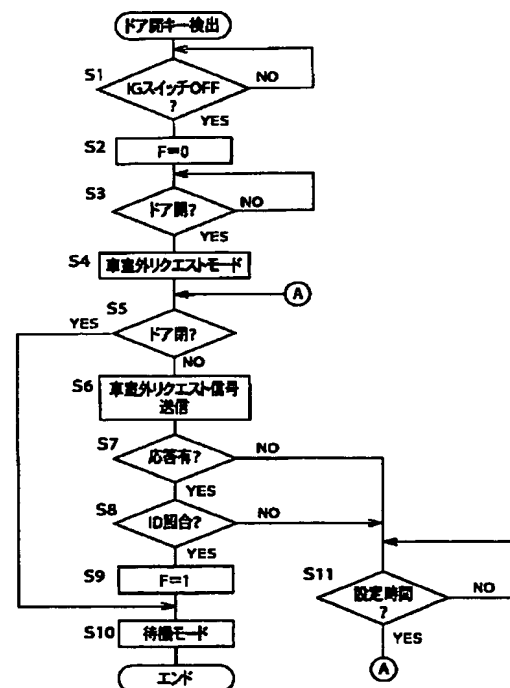 ドア開キー検出
S1
IGスイッチOFF
?
NO
YES
S2
F=0
S3
ドア開?
NO
YES
S4
車室外リクエストモード
A
S5
YES
ドア閉?
NO
S6
車室外リクエスト信号
送信
S7
応答有?
NO
YES
S8
ID照合?
NO
YES
S9
F=1
S11
設定時間
?
NO
YES
S10
待機モード
A
エンド